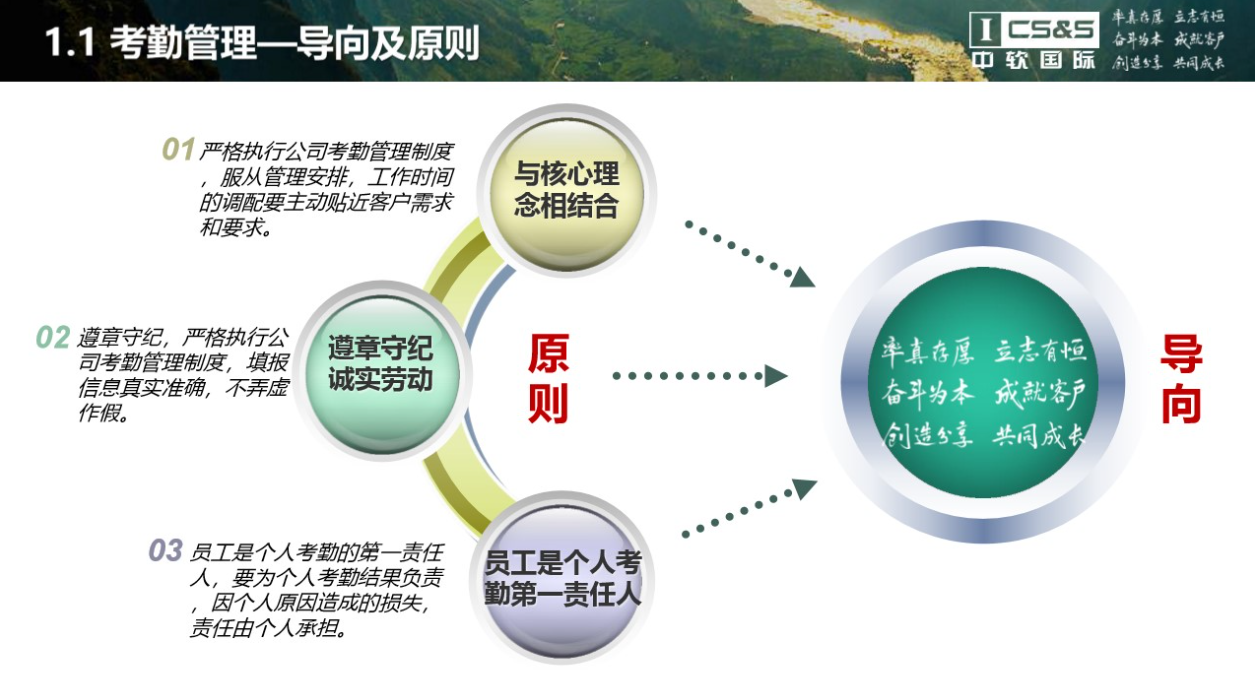 1.1 考勤管理—导向及原则
I CS&S
中软国际
率真存厚 立志有恒
奋斗为本 成就客户
创造分享 共同成长
01 严格执行公司考勤管理制度
，服从管理安排，工作时间
的调配要主动贴近客户需求
和要求。
与核心理
念相结合
02 遵章守纪，严格执行公
司考勤管理制度，填报
信息真实准确，不弄虚
作假。
遵章守纪
诚实劳动
03 员工是个人考勤的第一责任
人，要为个人考勤结果负责
，因个人原因造成的损失，
责任由个人承担。
员工是个人考
勤第一责任人
原
则
率真存厚 立志有恒
奋斗为本 成就客户
创造分享 共同成长
导
向